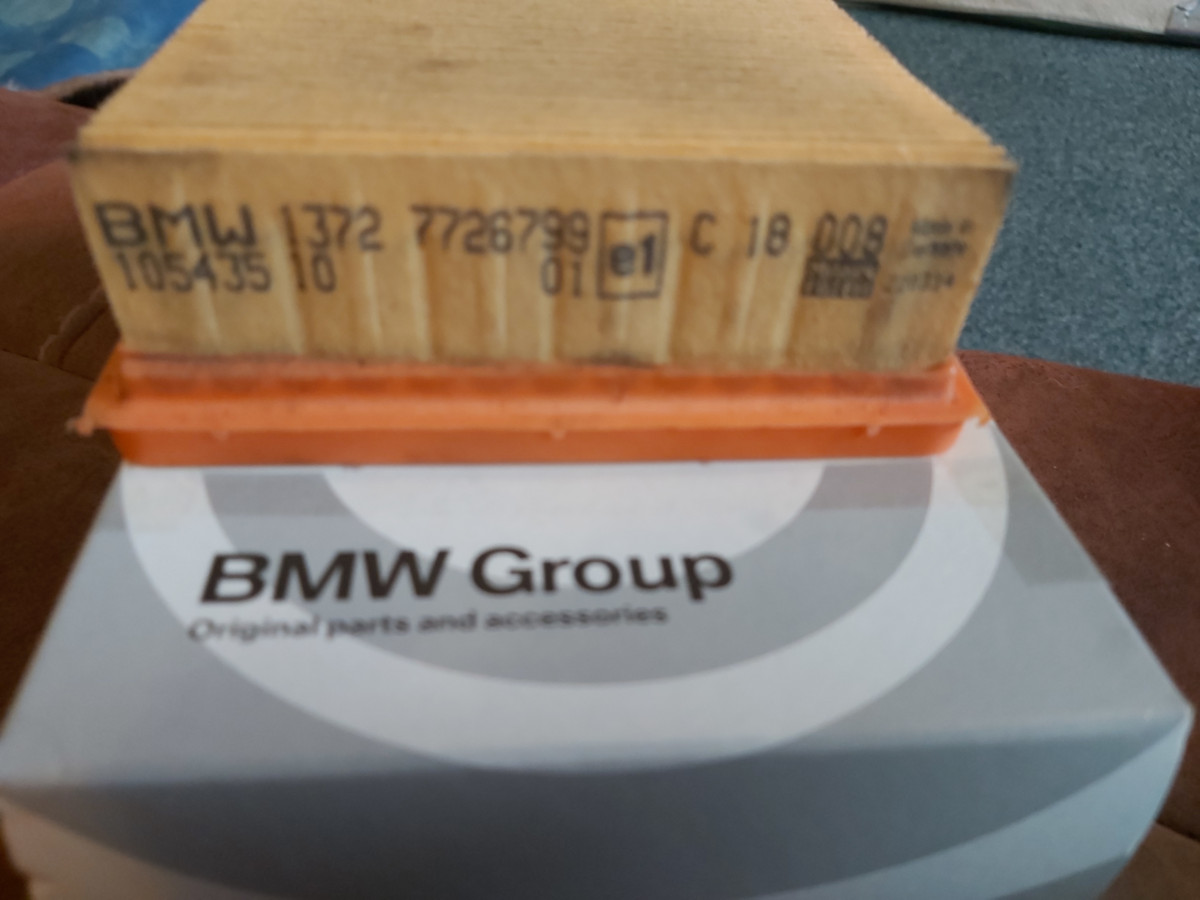 BMW 1372 7726799 e1 C 18 008
105435 10 01
BMW Group
Original parts and accessories